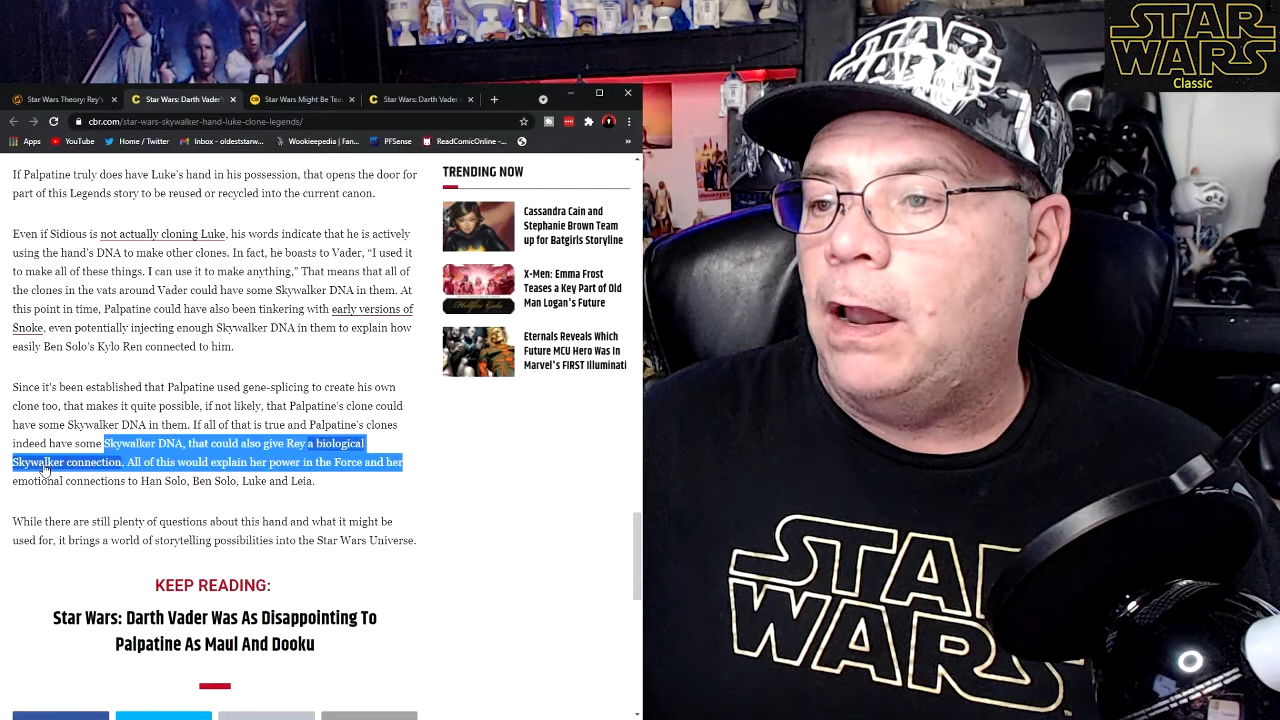 STAR
WARS
Classic
Star Wars Theory: Rey's
Star Wars: Darth Vader
Star Wars Might Be Tea
Star Wars: Darth Vader
cbr.com/star-wars-skywalker-hand-luke-clone-legends/
Apps
YouTube
Home / Twitter
Inbox - oldeststarw...
Wookieepedia | Fan...
PFSense
ReadComicOnline -...
If Palpatine truly does have Luke's hand in his possession, that opens the door for
part of this Legends story to be reused or recycled into the current canon.
Even if Sidious is not actually cloning Luke, his words indicate that he is actively
using the hand's DNA to make other clones. In fact, he boasts to Vader, “I used it
to make all of these things. I can use it to make anything,” That means that all of
the clones in the vats around Vader could have some Skywalker DNA in them. At
this point in time, Palpatine could have also been tinkering with early versions of
Snoke, even potentially injecting enough Skywalker DNA in them to explain how
easily Ben Solo's Kylo Ren connected to him.
Since it's been established that Palpatine used gene-splicing to create his own
clone too, that makes it quite possible, if not likely, that Palpatine's clone could
have some Skywalker DNA in them. If all of that is true and Palpatine's clones
indeed have some Skywalker DNA, that could also give Rey a biological
Skywalker connection. All of this would explain her power in the Force and her
emotional connections to Han Solo, Ben Solo, Luke and Leia.
While there are still plenty of questions about this hand and what it might be
used for, it brings a world of storytelling possibilities into the Star Wars Universe.
KEEP READING:
Star Wars: Darth Vader Was As Disappointing To
Palpatine As Maul And Dooku
TRENDING NOW
Cassandra Cain and
Stephanie Brown Team
up for Batgirls Storyline
X-Men: Emma Frost
Teases a Key Part of Old
Man Logan's Future
Eternals Reveals Which
Future MCU Hero Was In
Marvel's FIRST Illuminati
STAR
WARS
STAR
WARS